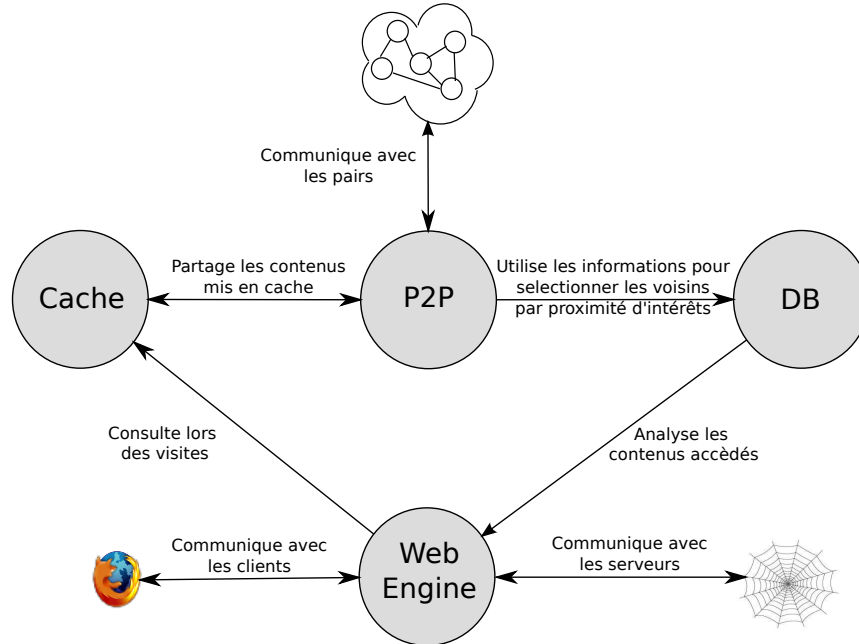 Communique avec
les pairs
Partage les contenus
mis en cache
Utilise les informations pour
selectionner les voisins
par proximité d'intérêts
Cache
P2P
DB
Consulte lors
des visites
Analyse les
contenus accèdés
Communique avec
les clients
Web
Engine
Communique avec
les serveurs